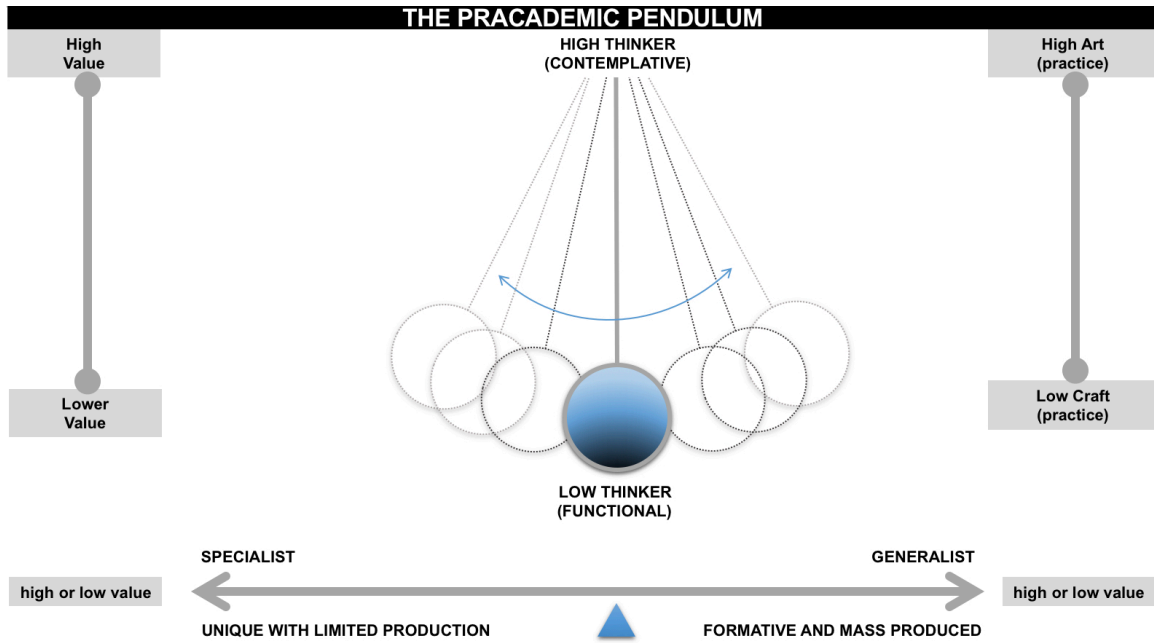 THE PRACADEMIC PENDULUM
High
Value
HIGH THINKER
(CONTEMPLATIVE)
High Art
(practice)
Lower
Value
Low Craft
(practice)
LOW THINKER
(FUNCTIONAL)
SPECIALIST
GENERALIST
high or low value
high or low value
UNIQUE WITH LIMITED PRODUCTION
FORMATIVE AND MASS PRODUCED